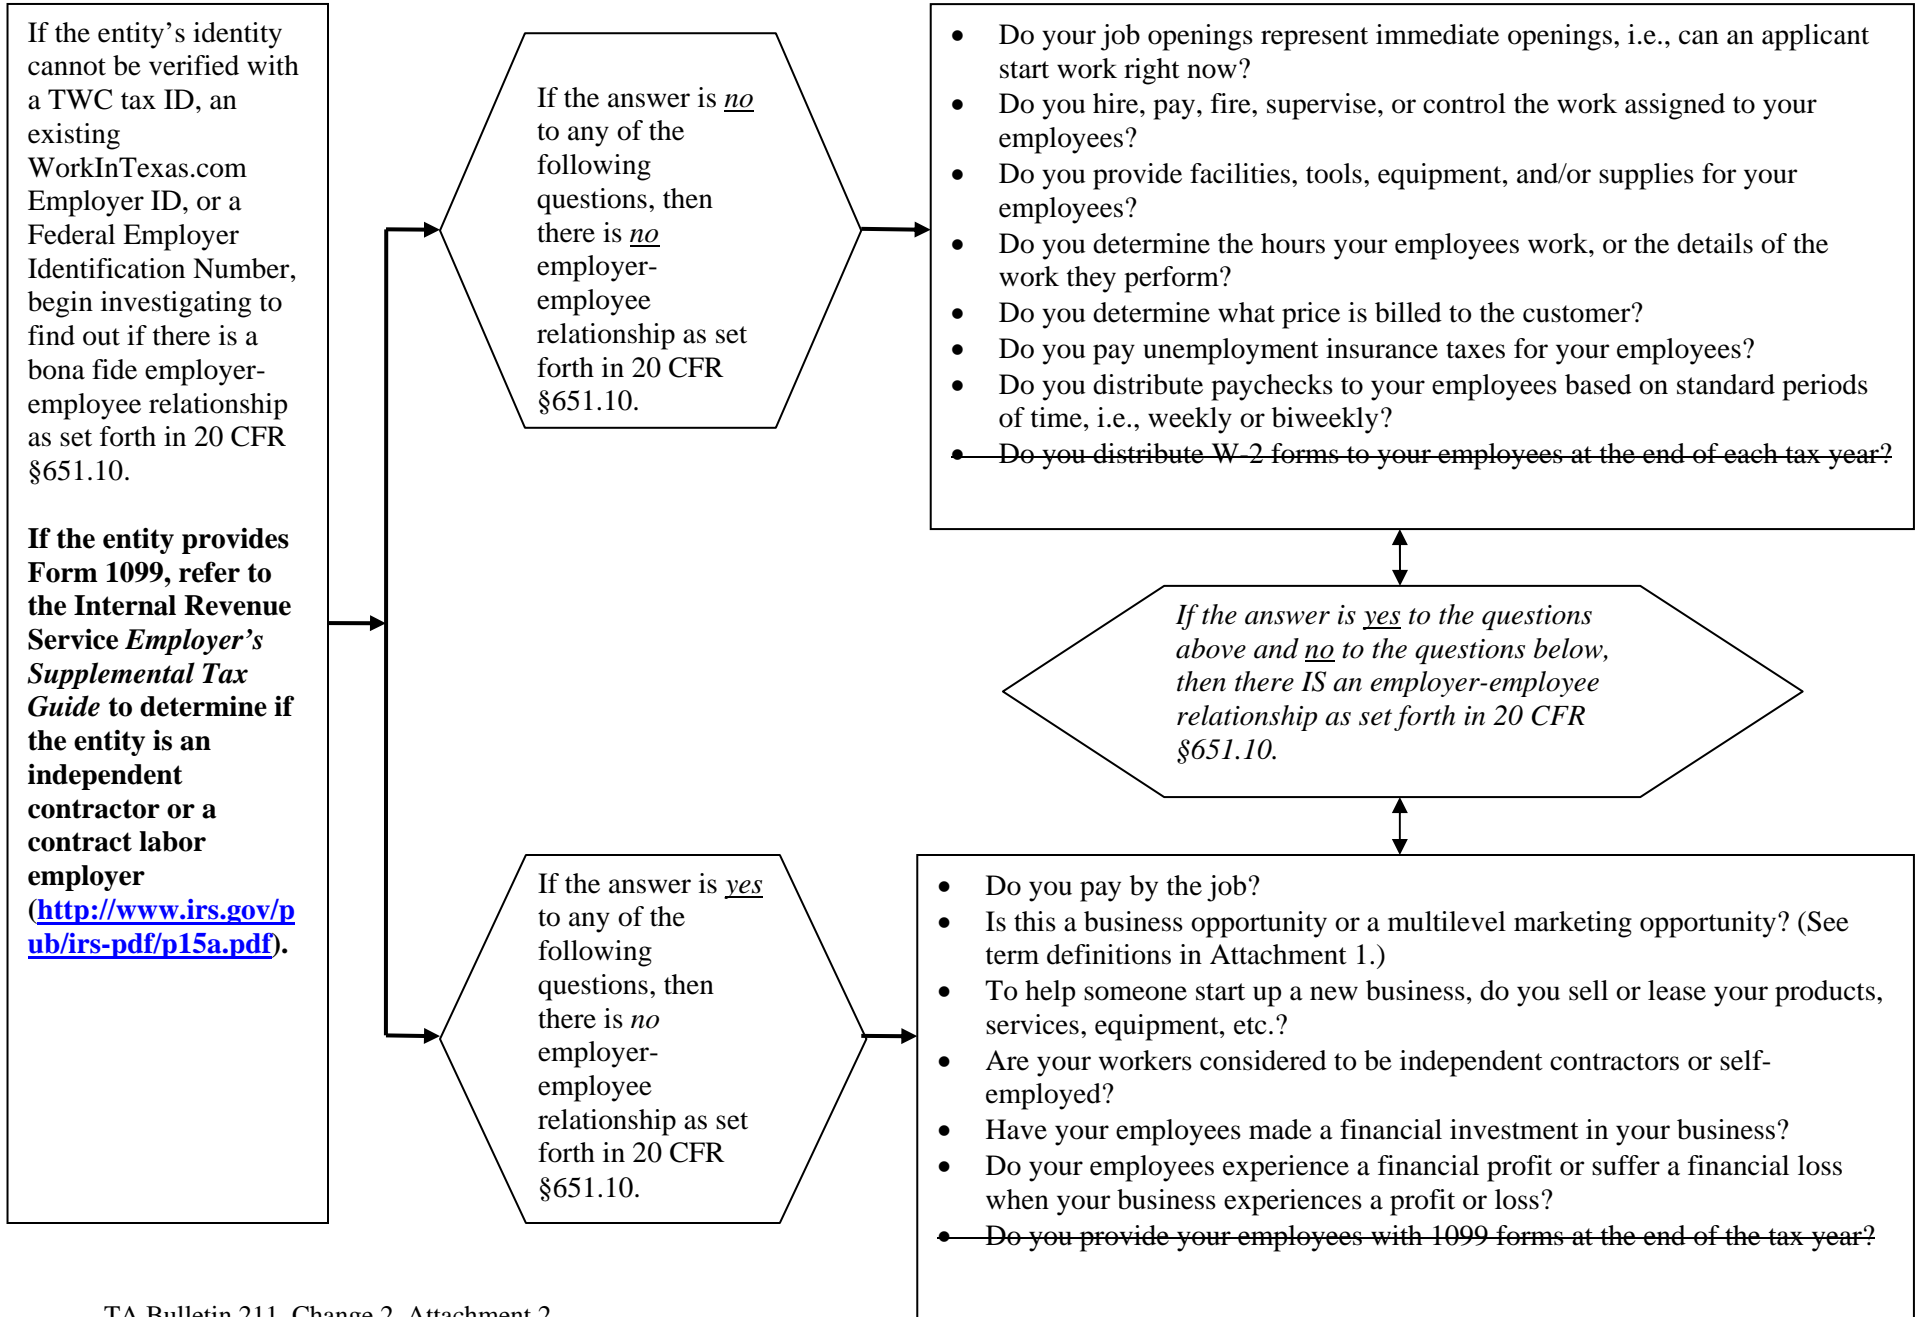 If the entity’s identity
cannot be verified with
a TWC tax ID, an
existing
WorkInTexas.com
Employer ID, or a
Federal Employer
Identification Number,
begin investigating to
find out if there is a
bona fide employer-
employee relationship
as set forth in 20 CFR
§651.10.
If the entity provides
Form 1099, refer to
the Internal Revenue
Service Employer’s
Supplemental Tax
Guide to determine if
the entity is an
independent
contractor or a
contract labor
employer
(http://www.irs.gov/p
ub/irs-pdf/p15a.pdf).
If the answer is no
to any of the
following
questions, then
there is no
employer-
employee
relationship as set
forth in 20 CFR
§651.10.
• Do your job openings represent immediate openings, i.e., can an applicant
start work right now?
• Do you hire, pay, fire, supervise, or control the work assigned to your
employees?
• Do you provide facilities, tools, equipment, and/or supplies for your
employees?
• Do you determine the hours your employees work, or the details of the
work they perform?
• Do you determine what price is billed to the customer?
• Do you pay unemployment insurance taxes for your employees?
• Do you distribute paychecks to your employees based on standard periods
of time, i.e., weekly or biweekly?
• Do you distribute W-2 forms to your employees at the end of each tax year?
If the answer is yes to the questions
above and no to the questions below,
then there IS an employer-employee
relationship as set forth in 20 CFR
§651.10.
If the answer is yes
to any of the
following
questions, then
there is no
employer-
employee
relationship as set
forth in 20 CFR
§651.10.
• Do you pay by the job?
• Is this a business opportunity or a multilevel marketing opportunity? (See
term definitions in Attachment 1.)
• To help someone start up a new business, do you sell or lease your products,
services, equipment, etc.?
• Are your workers considered to be independent contractors or self-
employed?
• Have your employees made a financial investment in your business?
• Do your employees experience a financial profit or suffer a financial loss
when your business experiences a profit or loss?
• Do you provide your employees with 1099 forms at the end of the tax year?
TA Bulletin 211, Change 2, Attachment 2